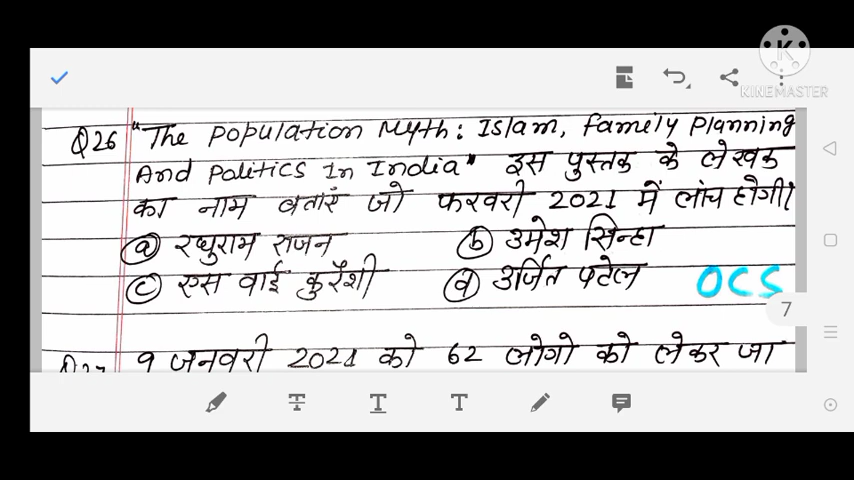 KINEMASTER
Q26 "The Population Myth: Islam, Family Planning
And Politics In India" इस पुस्तक के लेखक
का नाम बताएं जो फरवरी 2021 में लांच होगी।
(a) रघुराम राजन (b) उमेश सिन्हा
(c) एस वाई कुरैशी (d) उर्जित पटेल OCS
7
9 जनवरी 2021 को 62 लोगो को लेकर जा